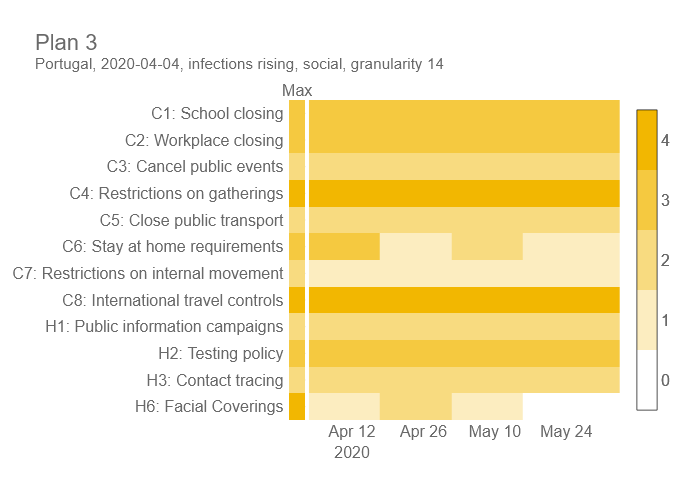 Plan 3
Portugal, 2020-04-04, infections rising, social, granularity 14
Max
C1: School closing
C2: Workplace closing
C3: Cancel public events
C4: Restrictions on gatherings
C5: Close public transport
C6: Stay at home requirements
C7: Restrictions on internal movement
C8: International travel controls
H1: Public information campaigns
H2: Testing policy
H3: Contact tracing
H6: Facial Coverings
Apr 12 Apr 26 May 10 May 24
2020
4
3
2
1
0